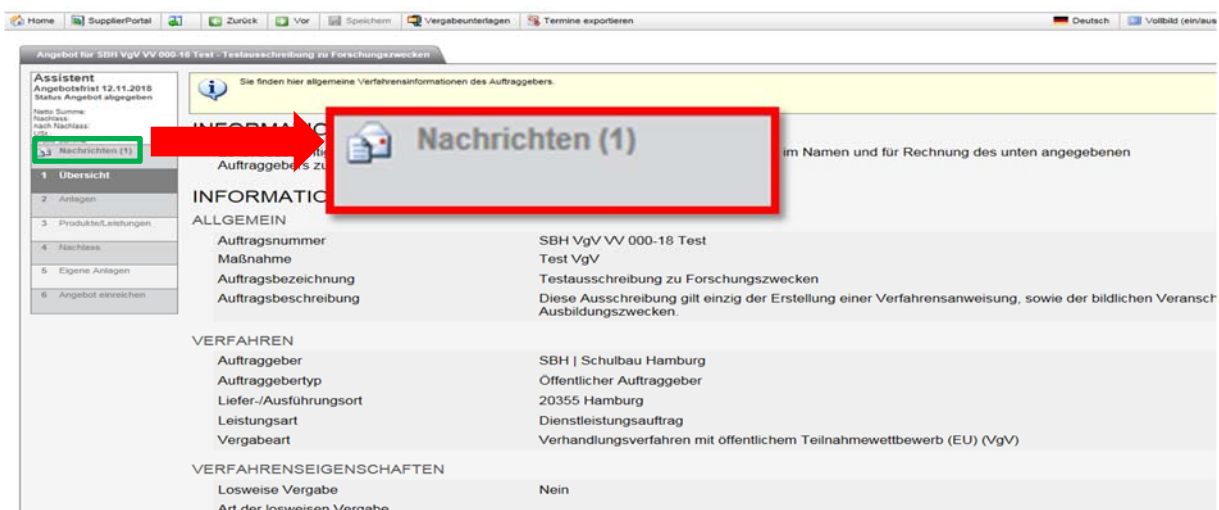 Home SupplierPortal Zurück Vor Speichern Vergabeunterlagen Termine exportieren Deutsch Vollbild (ein/aus
Angebot für SBH VgV VV 000-18 Test - Testausschreibung zu Forschungszwecken
Assistent
Angebotsfrist 12.11.2018
Status Angebot abgegeben
Netto Summe:
Nachlass:
nach Nachlass:
USt.:
Nachrichten (1)
1 Übersicht
2 Anlagen
3 Produkte/Leistungen
4 Nachlass
5 Eigene Anlagen
6 Angebot einreichen
Sie finden hier allgemeine Verfahrensinformationen des Auftraggebers.
Nachrichten (1)
im Namen und für Rechnung des unten angegebenen
Auftraggebers zu
INFORMATIO
ALLGEMEIN
Auftragsnummer SBH VgV VV 000-18 Test
Maßnahme Test VgV
Auftragsbezeichnung Testausschreibung zu Forschungszwecken
Auftragsbeschreibung Diese Ausschreibung gilt einzig der Erstellung einer Verfahrensanweisung, sowie der bildlichen Veransch
Ausbildungszwecken.
VERFAHREN
Auftraggeber SBH | Schulbau Hamburg
Auftraggebertyp Öffentlicher Auftraggeber
Liefer-/Ausführungsort 20355 Hamburg
Leistungsart Dienstleistungsauftrag
Vergabeart Verhandlungsverfahren mit öffentlichem Teilnahmewettbewerb (EU) (VgV)
VERFAHRENSEIGENSCHAFTEN
Losweise Vergabe Nein
Art der losweisen Vergabe